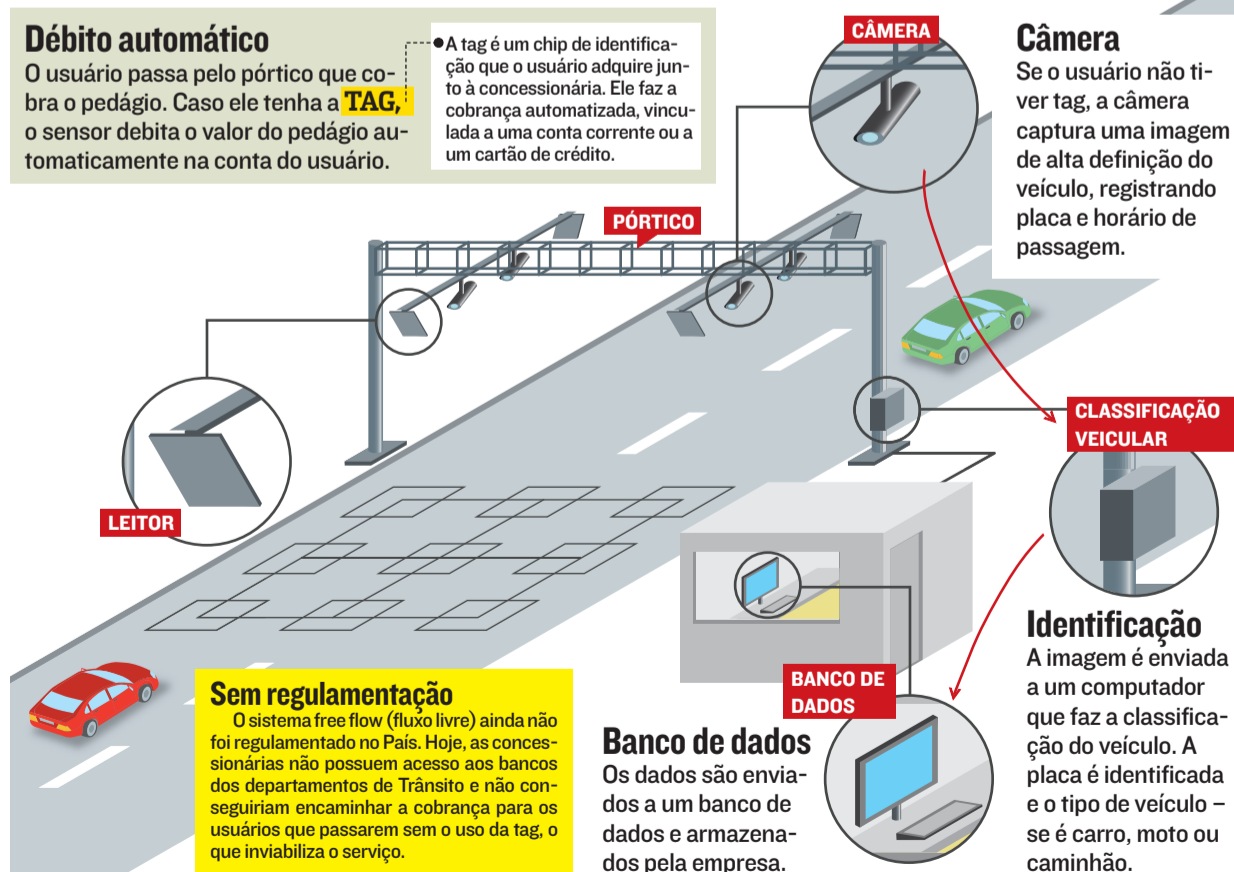 Débito automático
O usuário passa pelo pórtico que co-
bra o pedágio. Caso ele tenha a TAG,
o sensor debita o valor do pedágio au-
tomaticamente na conta do usuário.
A tag é um chip de identifica-
ção que o usuário adquire jun-
to à concessionária. Ele faz a
cobrança automatizada, vincu-
lada a uma conta corrente ou a
um cartão de crédito.
CÂMERA
Câmera
Se o usuário não ti-
ver tag, a câmera
captura uma imagem
de alta definição do
veículo, registrando
placa e horário de
passagem.
PÓRTICO
LEITOR
CLASSIFICAÇÃO
VEICULAR
Identificação
A imagem é enviada
a um computador
que faz a classifica-
ção do veículo. A
placa é identificada
e o tipo de veículo –
se é carro, moto ou
caminhão.
BANCO DE
DADOS
Banco de dados
Os dados são envia-
dos a um banco de
dados e armazena-
dos pela empresa.
Sem regulamentação
O sistema free flow (fluxo livre) ainda não
foi regulamentado no País. Hoje, as conces-
sionárias não possuem acesso aos bancos
dos departamentos de Trânsito e não con-
seguiriam encaminhar a cobrança para os
usuários que passarem sem o uso da tag, o
que inviabiliza o serviço.